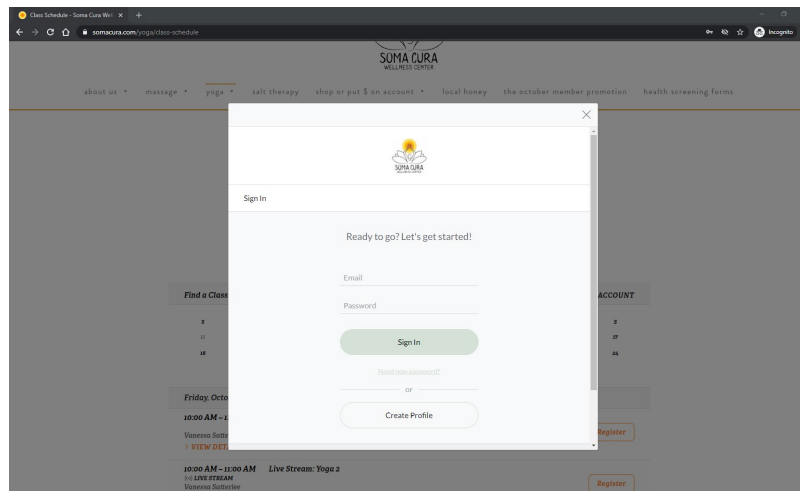 Class Schedule - Soma Cura Well
somacura.com/yoga/class-schedule
Incognito
SOMA CURA
WELLNESS CENTER
about us massage yoga salt therapy shop or put $ on account local honey the october member promotion health screening forms
SOMA CURA
WELLNESS CENTER
Sign In
Ready to go? Let's get started!
Email
Find a Class
ACCOUNT
Password
Sign In
Need new password?
or
Friday, Octo
Create Profile
10:00 AM – 1
Vanessa Satte
Register
> VIEW DET
10:00 AM – 11:00 AM Live Stream: Yoga 2
LIVE STREAM
Vanessa Satterlee
Register